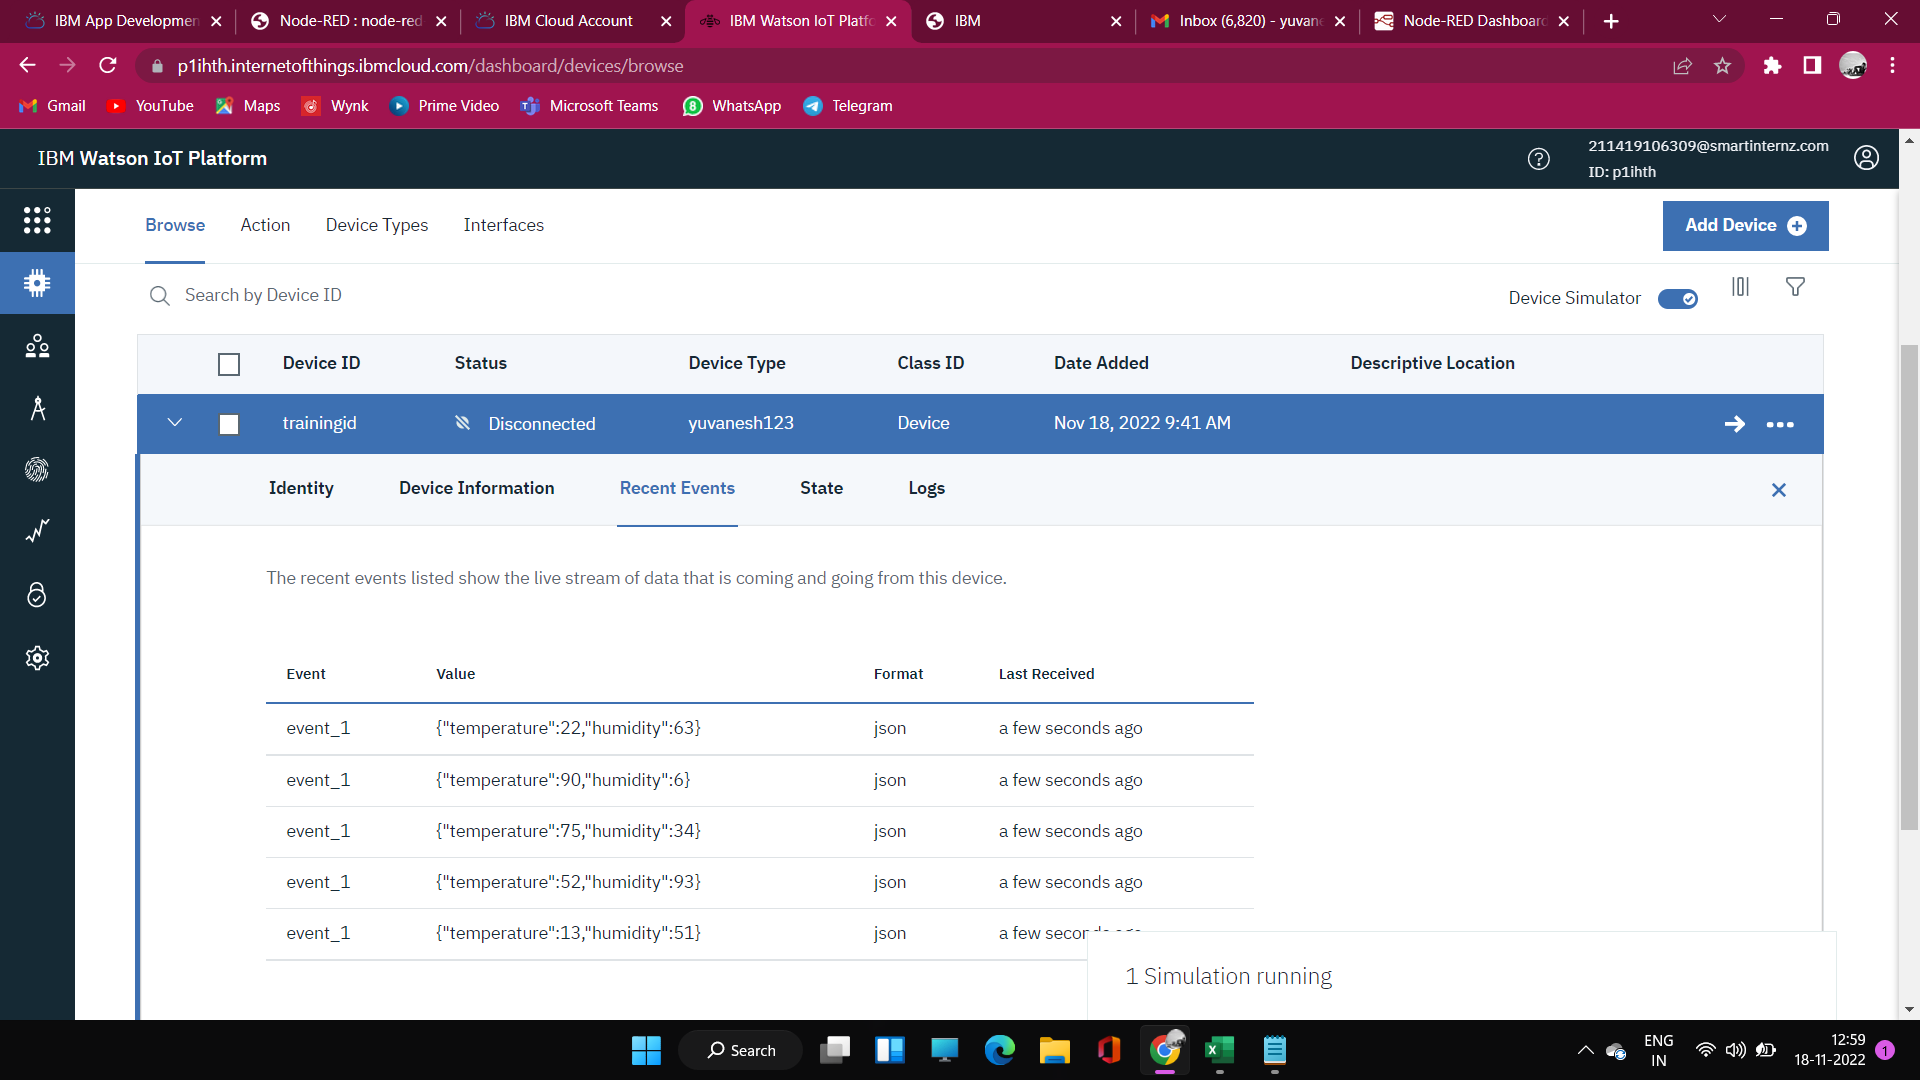 IBM App Developmen
Node-RED : node-red
IBM Cloud Account
IBM Watson IoT Platfo
IBM
Inbox (6,820) - yuvane
Node-RED Dashboard
p1ihth.internetofthings.ibmcloud.com/dashboard/devices/browse
Gmail YouTube Maps Wynk Prime Video Microsoft Teams WhatsApp Telegram
IBM Watson IoT Platform
211419106309@smartinternz.com
ID: p1ihth
Browse Action Device Types Interfaces Add Device
Search by Device ID
Device Simulator
Device ID Status Device Type Class ID Date Added Descriptive Location
trainingid Disconnected yuvanesh123 Device Nov 18, 2022 9:41 AM
Identity Device Information Recent Events State Logs
The recent events listed show the live stream of data that is coming and going from this device.
Event Value Format Last Received
event_1 {"temperature":22,"humidity":63} json a few seconds ago
event_1 {"temperature":90,"humidity":6} json a few seconds ago
event_1 {"temperature":75,"humidity":34} json a few seconds ago
event_1 {"temperature":52,"humidity":93} json a few seconds ago
event_1 {"temperature":13,"humidity":51} json a few seconds ago
1 Simulation running
Search
ENG
IN
12:59
18-11-2022
1